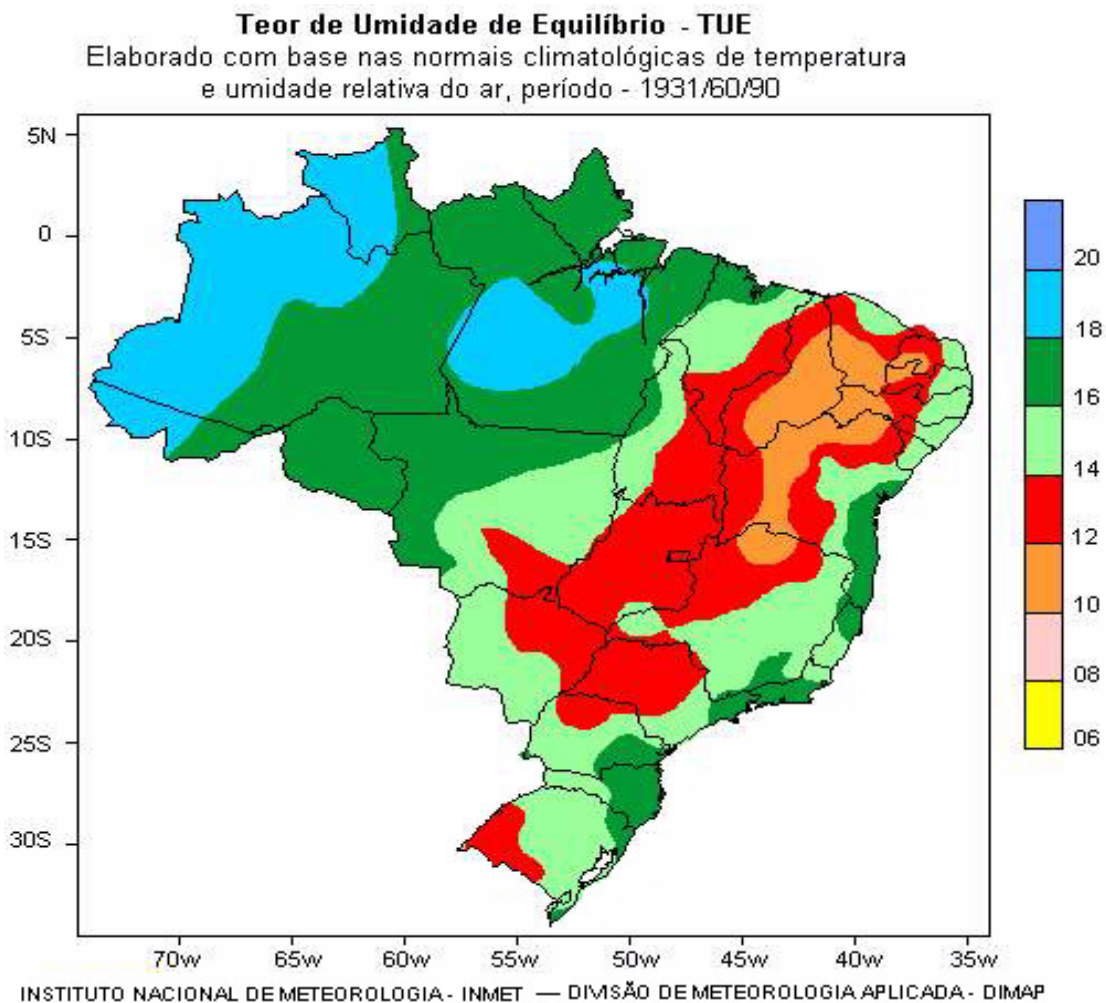 Teor de Umidade de Equilíbrio - TUE
Elaborado com base nas normais climatológicas de temperatura
e umidade relativa do ar, período - 1931/60/90
5N
0
5S
10S
15S
20S
25S
30S
70w 65w 60w 55w 50w 45w 40w 35w
20
18
16
14
12
10
08
06
INSTITUTO NACIONAL DE METEOROLOGIA - INMET — DIVISÃO DE METEOROLOGIA APLICADA - DIMAP